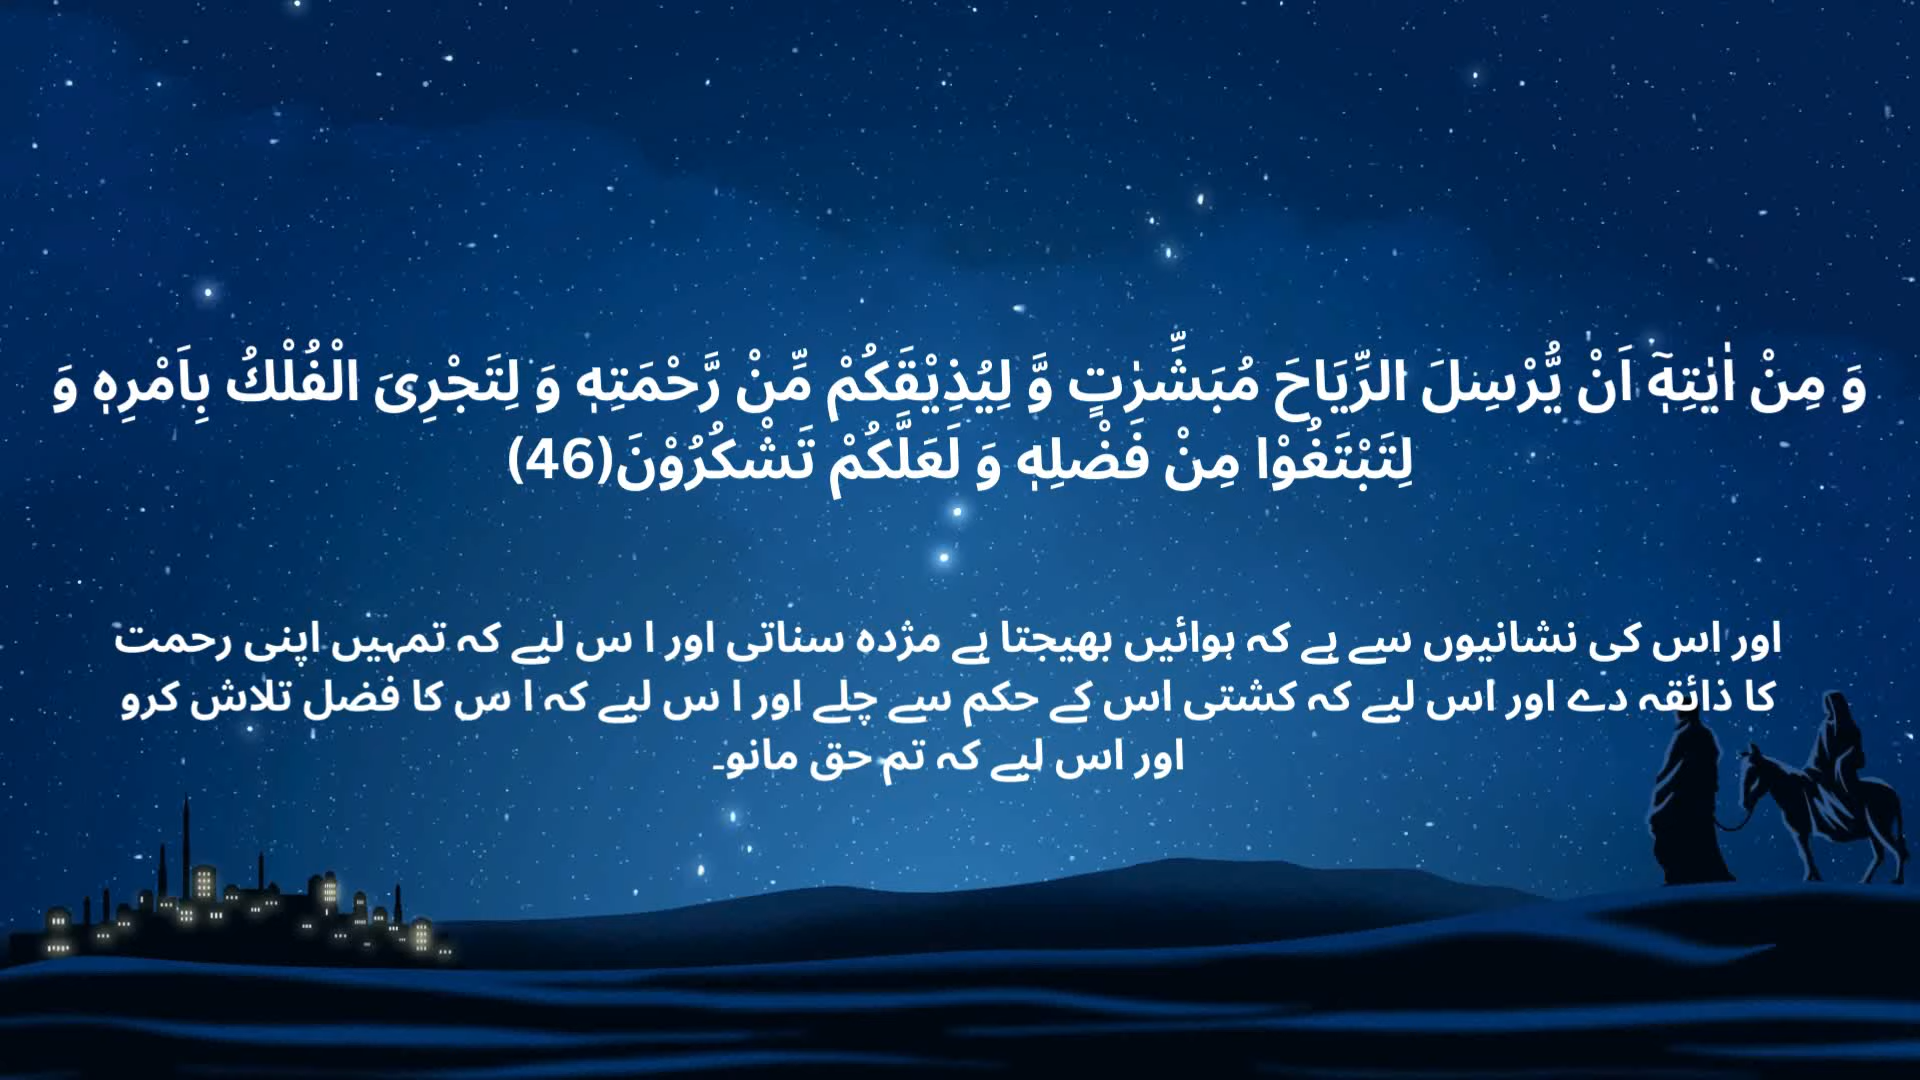 وَ مِنْ اٰیٰتِهٖۤ اَنْ یُّرْسِلَ الرِّیَاحَ مُبَشِّرٰتٍ وَّ لِیُذِیْقَكُمْ مِّنْ رَّحْمَتِهٖ وَ لِتَجْرِیَ الْفُلْكُ بِاَمْرِهٖ وَ
لِتَبْتَغُوْا مِنْ فَضْلِهٖ وَ لَعَلَّكُمْ تَشْكُرُوْنَ(46)
اور اس کی نشانیوں سے ہے کہ ہوائیں بھیجتا ہے مژدہ سناتی اور ا س لیے کہ تمہیں اپنی رحمت
کا ذائقہ دے اور اس لیے کہ کشتی اس کے حکم سے چلے اور ا س لیے کہ ا س کا فضل تلاش کرو
اور اس لیے کہ تم حق مانو۔